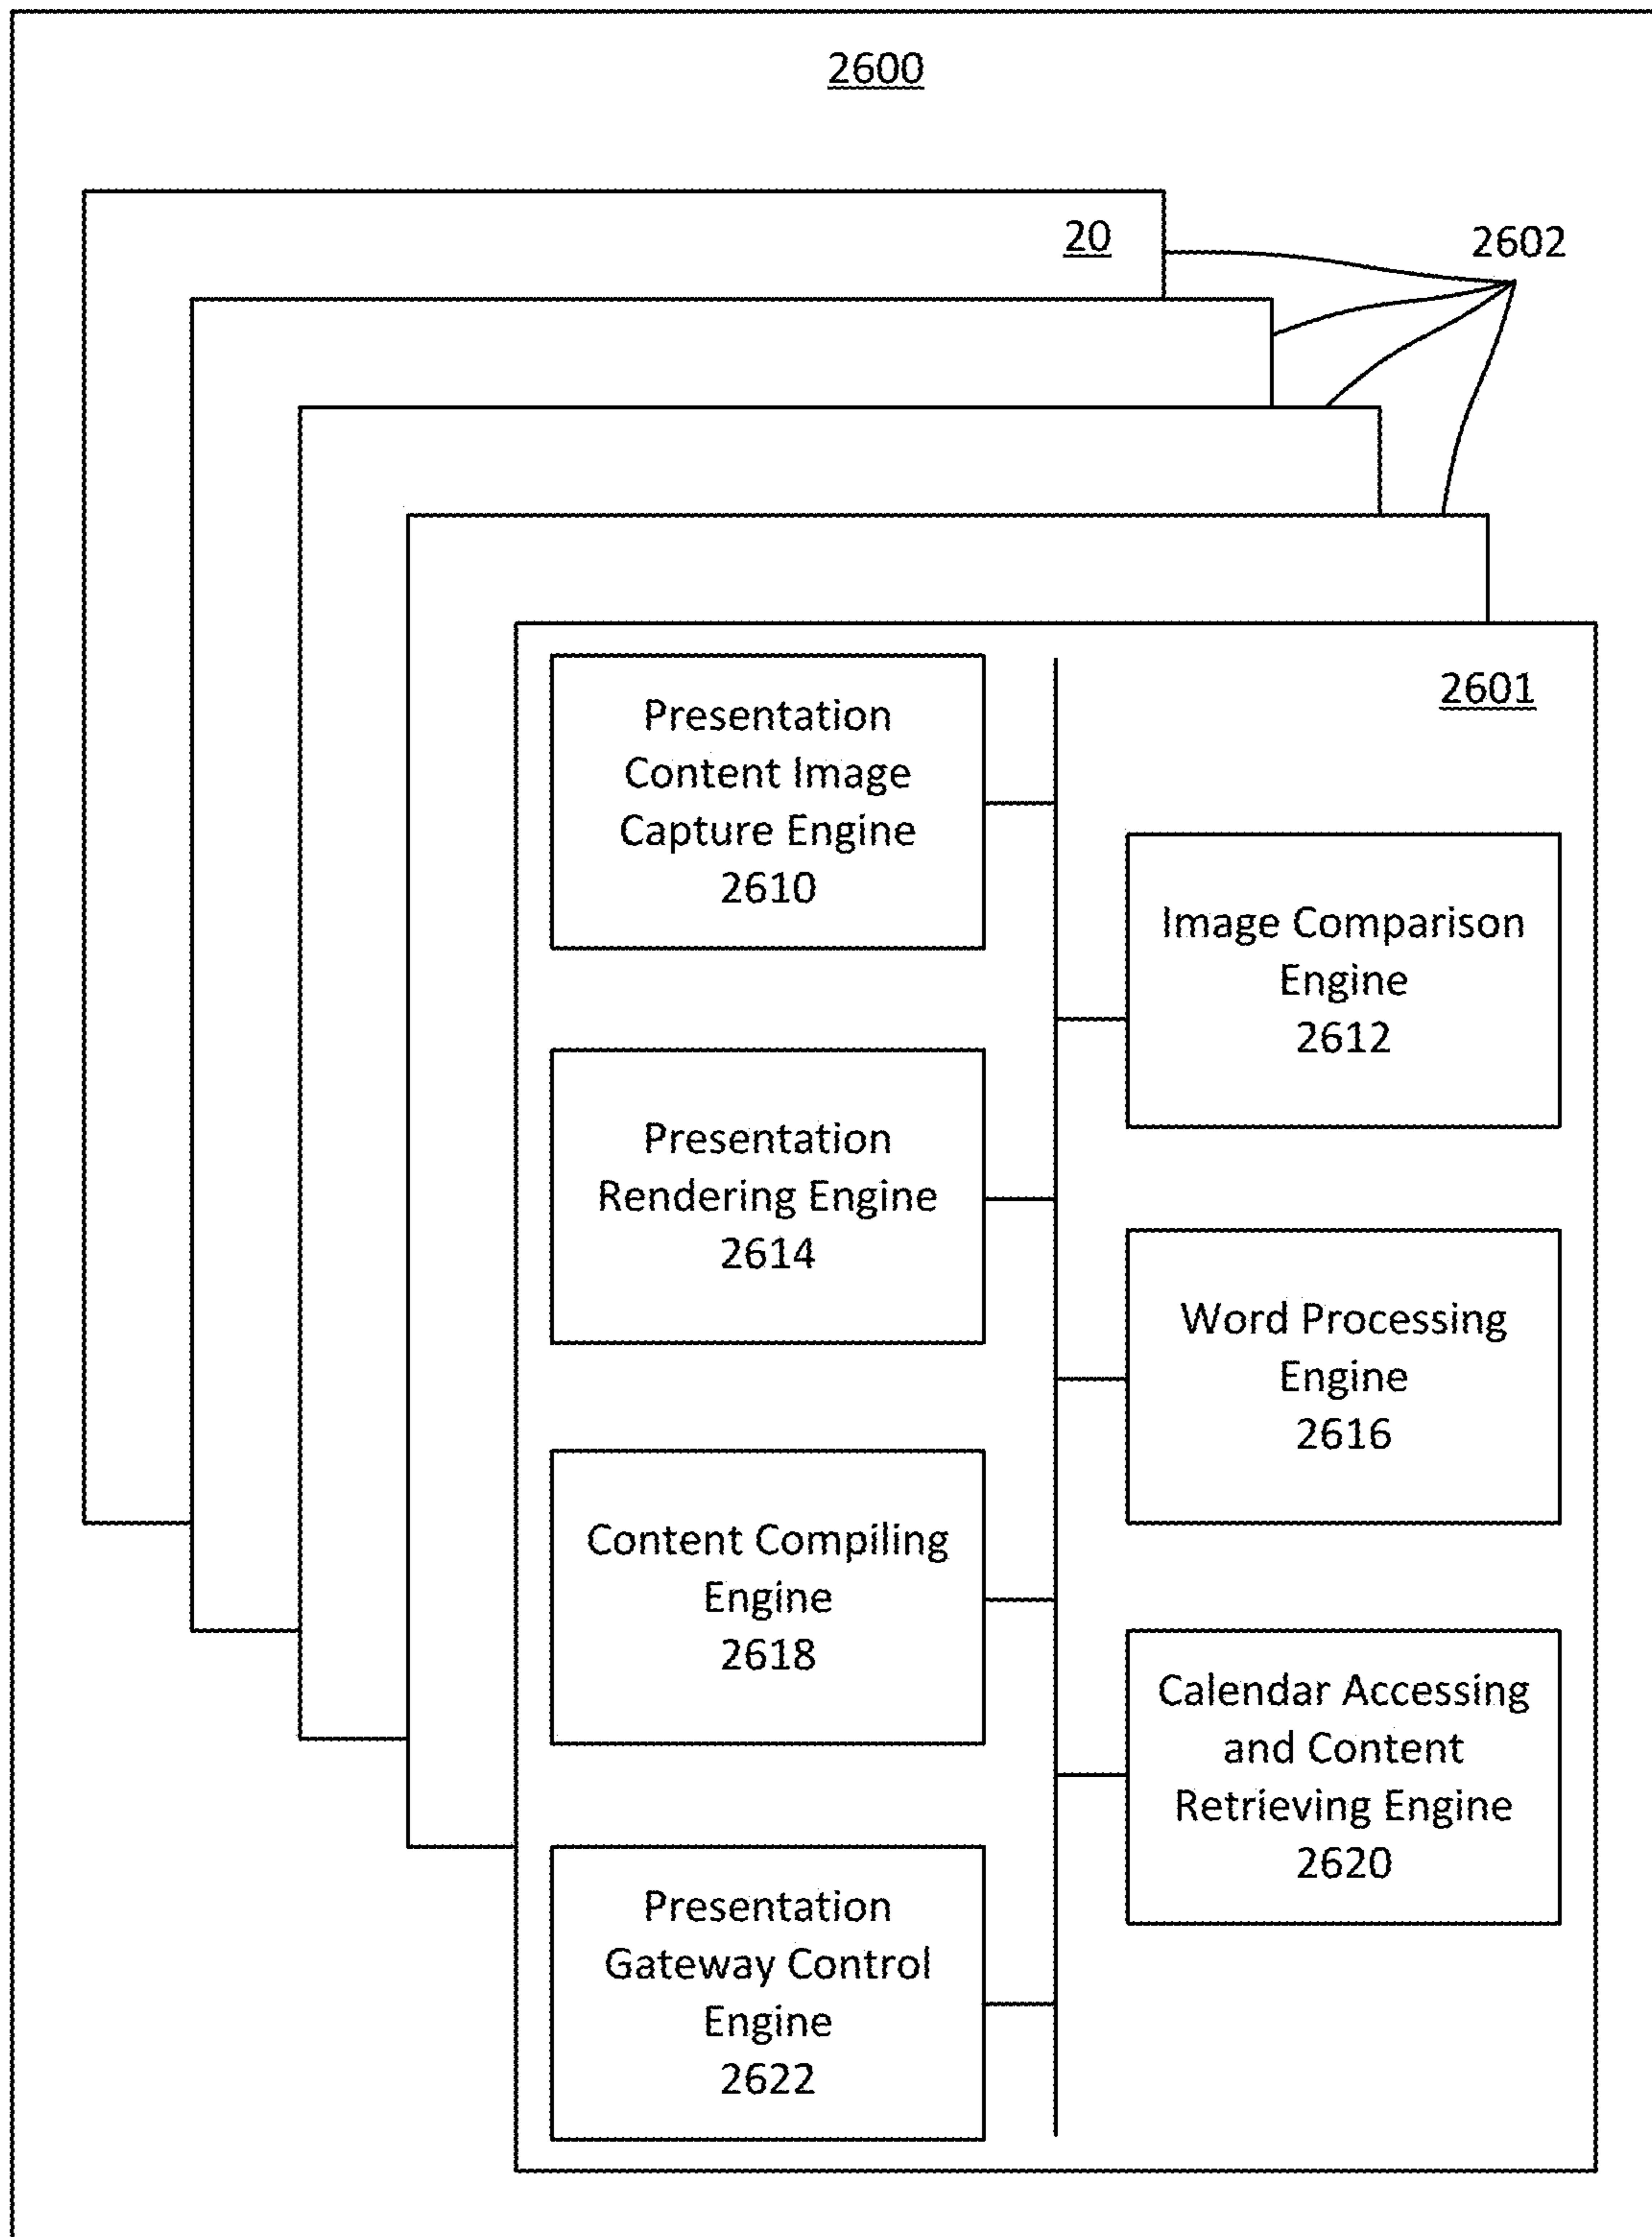 2600
20
2602
2601
Presentation
Content Image
Capture Engine
2610
Image Comparison
Engine
2612
Presentation
Rendering Engine
2614
Word Processing
Engine
2616
Content Compiling
Engine
2618
Calendar Accessing
and Content
Retrieving Engine
2620
Presentation
Gateway Control
Engine
2622